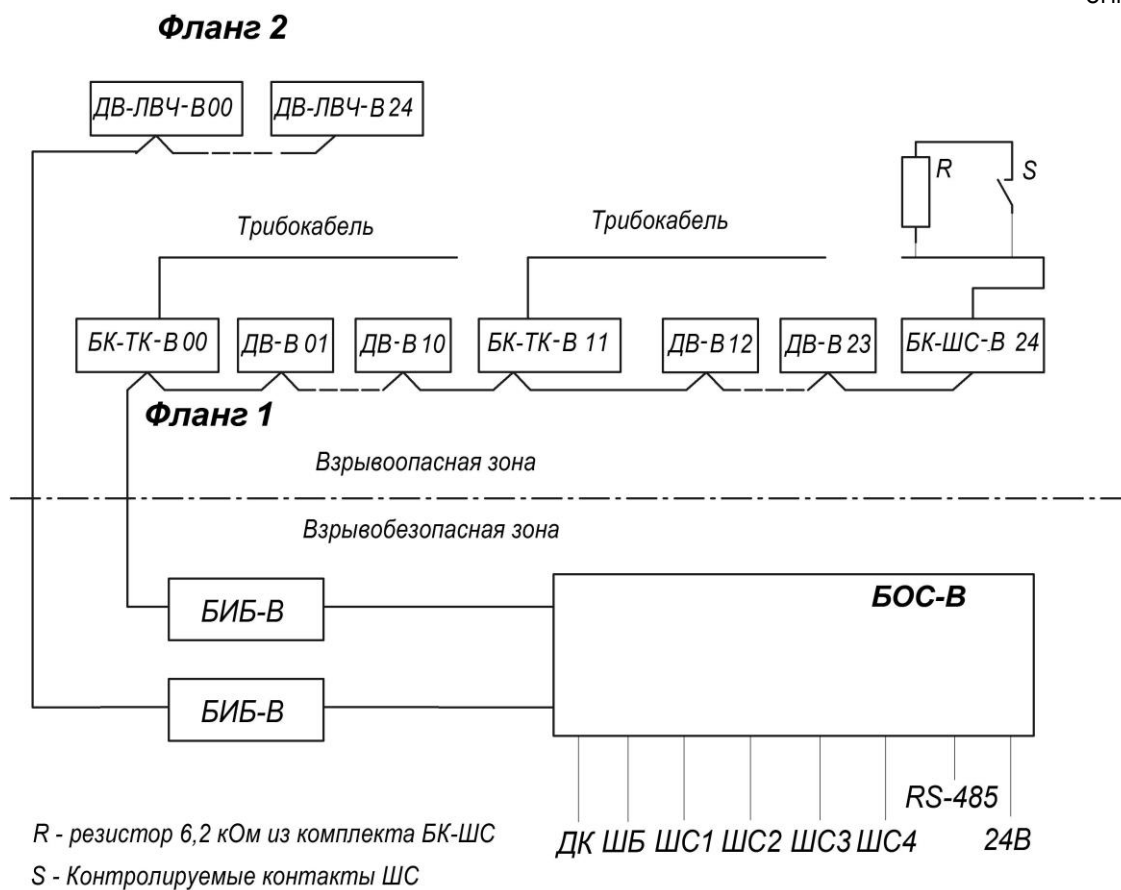 Фланг 2
ДВ-ЛВЧ-В00
ДВ-ЛВЧ-В 24
R
S
Трибокабель
Трибокабель
БК-ТК-В 00
ДВ-В 01
ДВ-В 10
БК-ТК-В 11
ДВ-В 12
ДВ-В 23
БК-ШС-В 24
Фланг 1
Взрывоопасная зона
Взрывобезопасная зона
БИБ-В
БОС-В
БИБ-В
ДК ШБ ШС1 ШС2 ШС3 ШС4 RS-485 24В
R - резистор 6,2 кОм из комплекта БК-ШС
S - Контролируемые контакты ШС